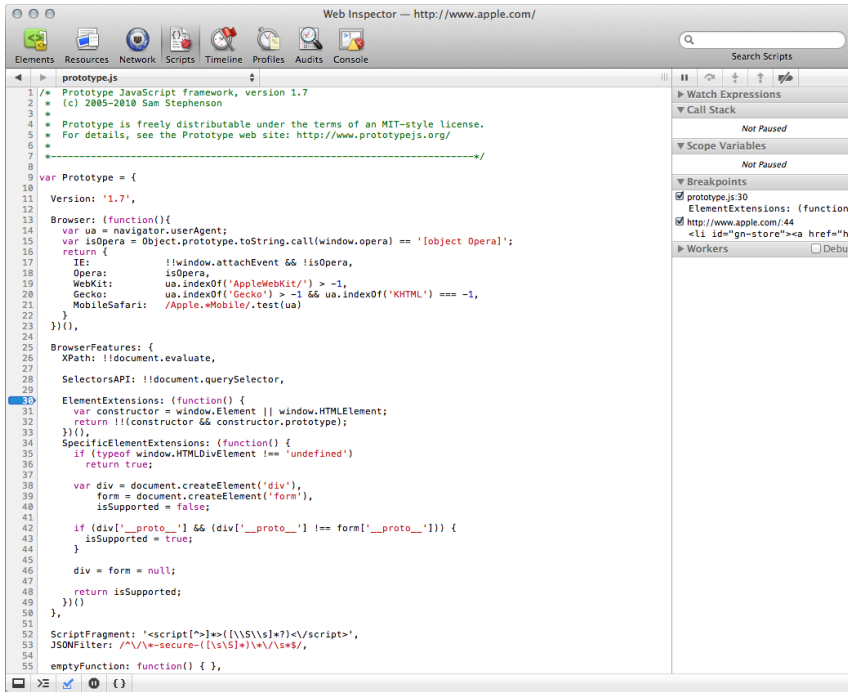 Web Inspector — http://www.apple.com/
Elements Resources Network Scripts Timeline Profiles Audits Console
Search Scripts
prototype.js
1 /*  Prototype JavaScript framework, version 1.7
2  *  (c) 2005-2010 Sam Stephenson
3  *
4  *  Prototype is freely distributable under the terms of an MIT-style license.
5  *  For details, see the Prototype web site: http://www.prototypejs.org/
6  *
7  *--------------------------------------------------------------------------*/
8
9 var Prototype = {
10
11   Version: '1.7',
12
13   Browser: (function(){
14     var ua = navigator.userAgent;
15     var isOpera = Object.prototype.toString.call(window.opera) == '[object Opera]';
16     return {
17       IE:             !!window.attachEvent && !isOpera,
18       Opera:          isOpera,
19       WebKit:         ua.indexOf('AppleWebKit/') > -1,
20       Gecko:          ua.indexOf('Gecko') > -1 && ua.indexOf('KHTML') === -1,
21       MobileSafari:   /Apple.*Mobile/.test(ua)
22     }
23   })(),
24
25   BrowserFeatures: {
26     XPath: !!document.evaluate,
27
28     SelectorsAPI: !!document.querySelector,
29
30     ElementExtensions: (function() {
31       var constructor = window.Element || window.HTMLElement;
32       return !!(constructor && constructor.prototype);
33     })(),
34     SpecificElementExtensions: (function() {
35       if (typeof window.HTMLDivElement !== 'undefined')
36         return true;
37
38       var div = document.createElement('div'),
39           form = document.createElement('form'),
40           isSupported = false;
41
42       if (div['__proto__'] && (div['__proto__'] !== form['__proto__'])) {
43         isSupported = true;
44       }
45
46       div = form = null;
47
48       return isSupported;
49     })()
50   },
51
52   ScriptFragment: '<script[^>]*>([\\S\\s]*?)<\/script>',
53   JSONFilter: /^\/\*-secure-([\s\S]*)\*\/\s*$/,
54
55   emptyFunction: function() { },
Watch Expressions
Call Stack
Not Paused
Scope Variables
Not Paused
Breakpoints
prototype.js:30
ElementExtensions: (function
http://www.apple.com/:44
<li id="gn-store"><a href="h
Workers Debu